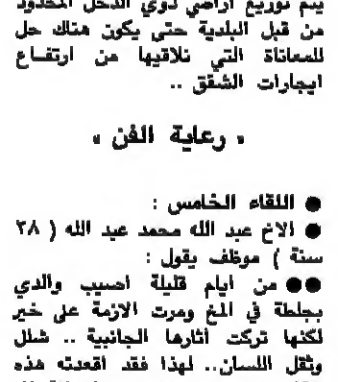 يتم توزيع اراضي ذوي الدخل المحدود
من قبل البلدية حتى يكون هناك حل
للمعاناة التي نلاقيها من ارتفاع
ايجارات الشقق ..
« رعاية الفن »
●● اللقاء الخامس :
● الاخ عبد الله محمد عبد الله ( ٣٨
سنة ) موظف يقول :
●● من ايام قليلة اصيب والدي
بجلطة في المخ ومرت الازمة على خير
لكنها تركت آثارها الجانبية .. شلل
وثقل اللسان.. لهذا فقد اقعدته هذه